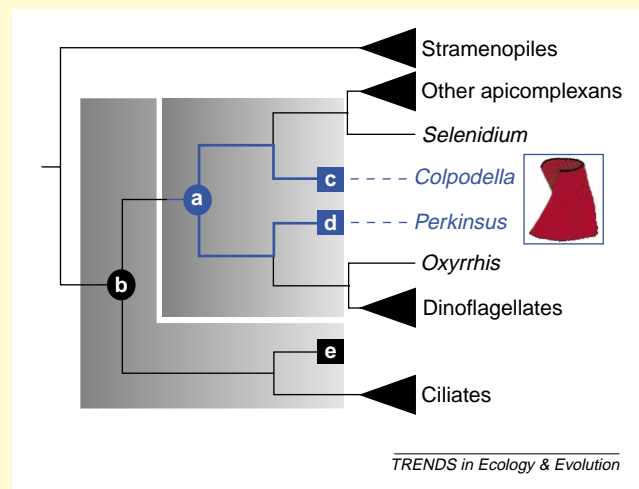 Stramenopiles
Other apicomplexans
Selenidium
c
Colpodella
a
d
Perkinsus
Oxyrrhis
b
Dinoflagellates
e
Ciliates
TRENDS in Ecology & Evolution